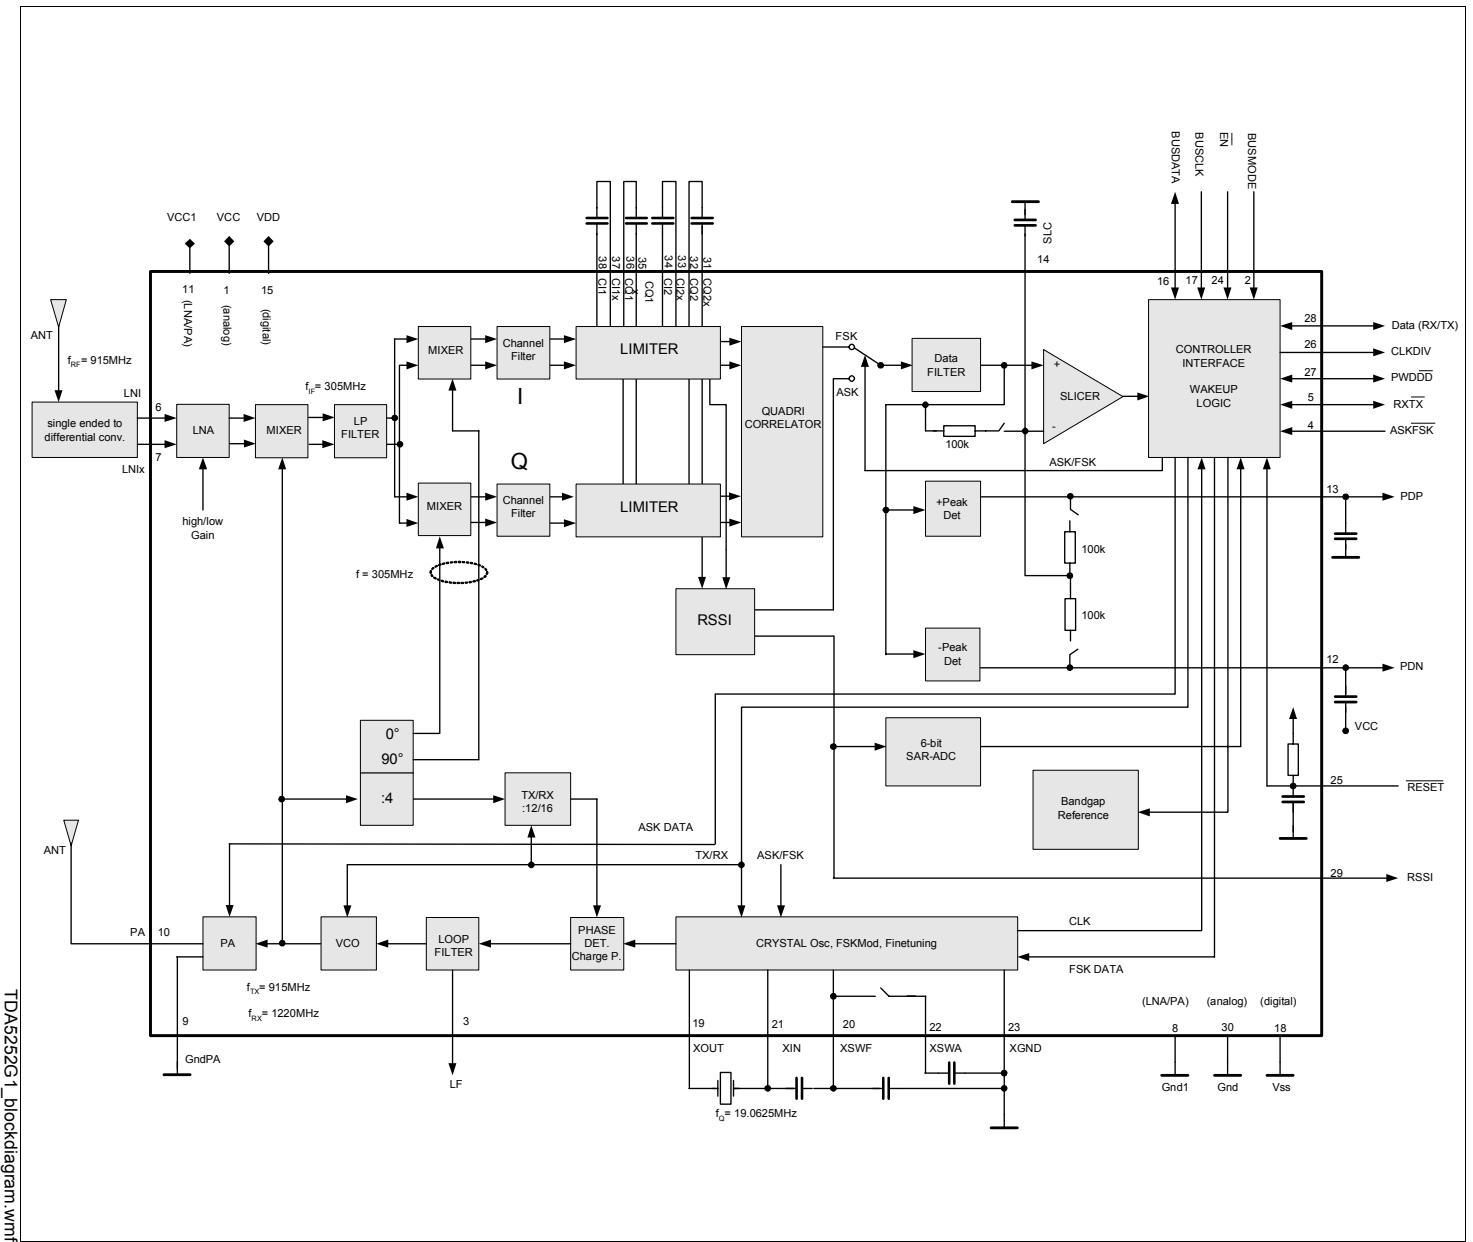 BUSDATA
BUSCLK
EN
BUSMODE
VCC1
VCC
VDD
SLC
14
16
17
24
2
11
(LNA/PA)
1
(analog)
15
(digital)
38 CI1
37 CI1x
36 CQ1
x
35 CQ1
34 CI2
33 CI2x
32 CQ2
31 CQ2x
ANT
fRF= 915MHz
LNI
6
single ended to
differential conv.
7
LNIx
LNA
high/low
Gain
MIXER
fIF= 305MHz
LP
FILTER
MIXER
Channel
Filter
I
LIMITER
Q
MIXER
Channel
Filter
LIMITER
QUADRI
CORRELATOR
FSK
ASK
Data
FILTER
100k
+
-
SLICER
ASK/FSK
CONTROLLER
INTERFACE
WAKEUP
LOGIC
28
Data (RX/TX)
26
CLKDIV
27
PWDDD
5
RXTX
4
ASKFSK
+Peak
Det
13
PDP
100k
100k
-Peak
Det
12
PDN
VCC
f = 305MHz
RSSI
0°
90°
:4
TX/RX
:12/16
6-bit
SAR-ADC
Bandgap
Reference
25
RESET
ASK DATA
TX/RX
ASK/FSK
29
RSSI
ANT
PA
10
PA
VCO
LOOP
FILTER
PHASE
DET.
Charge P.
CRYSTAL Osc, FSKMod, Finetuning
CLK
FSK DATA
fTX= 915MHz
fRX= 1220MHz
9
GndPA
3
LF
19
XOUT
21
XIN
20
XSWF
22
XSWA
23
XGND
fQ= 19.0625MHz
(LNA/PA)
(analog)
(digital)
8
30
18
Gnd1
Gnd
Vss
TDA5252G1_blockdiagram.wmf